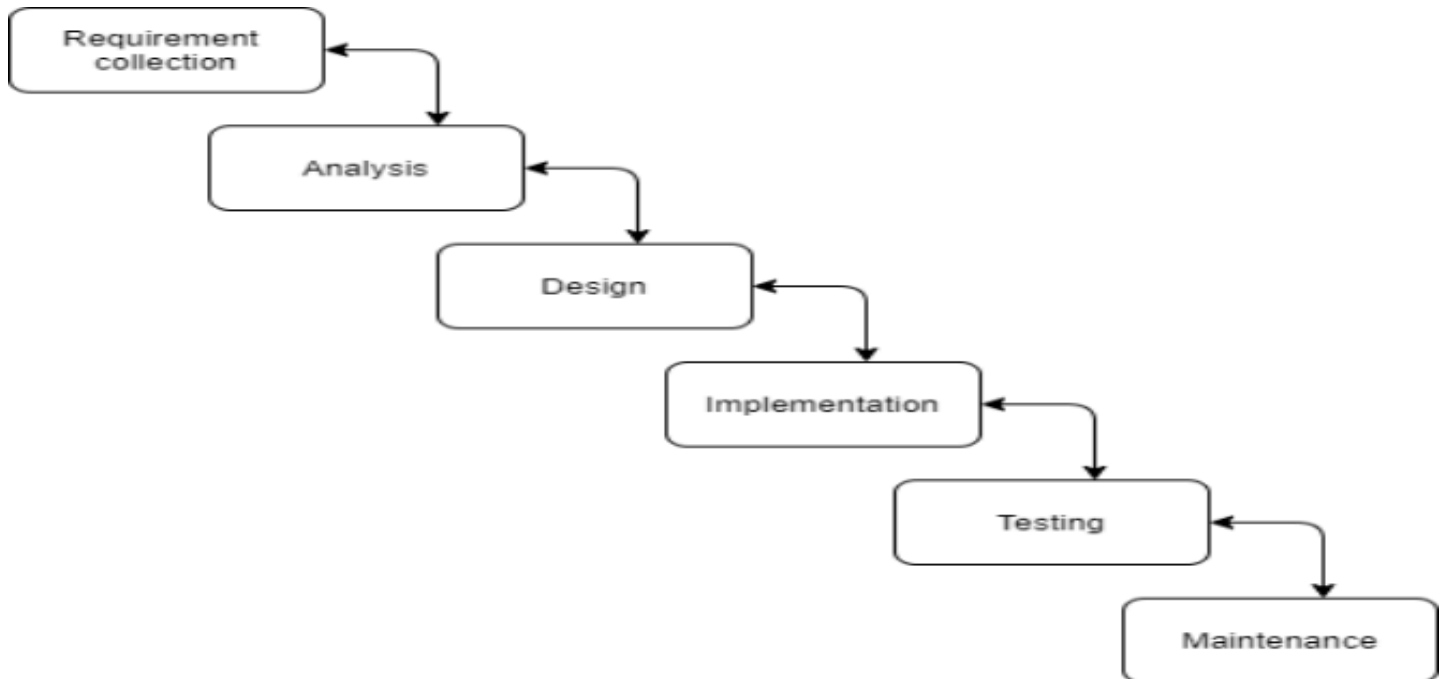 Requirement
collection
Analysis
Design
Implementation
Testing
Maintenance